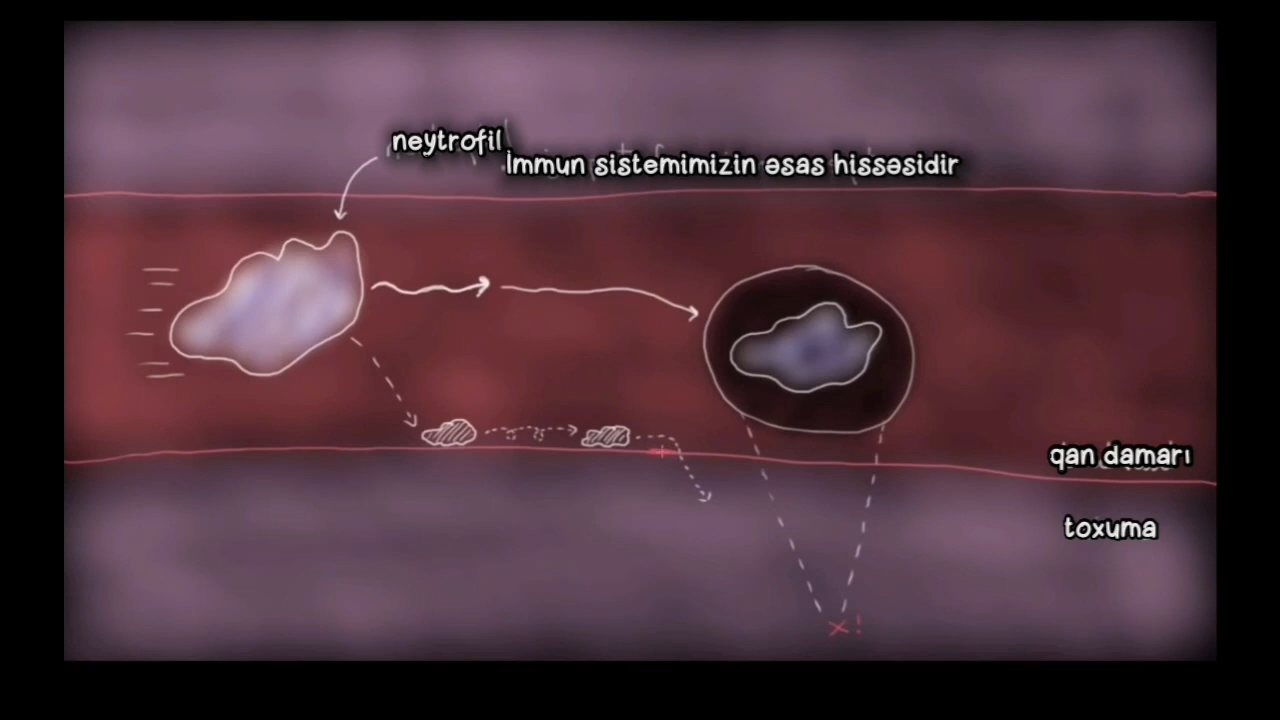 neytrofil
İmmun sistemimizin əsas hissəsidir
qan damarı
toxuma